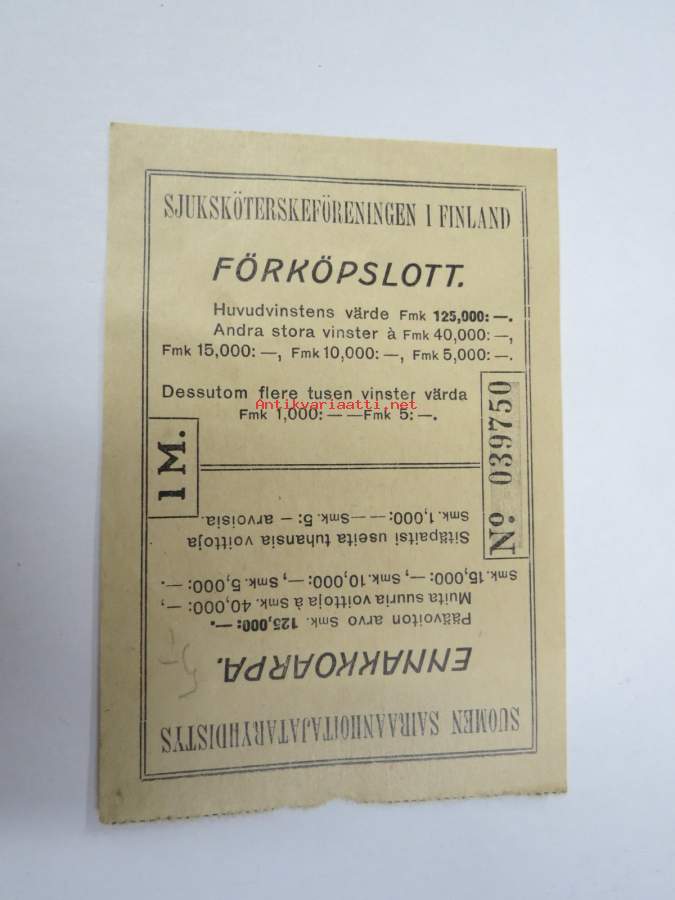 SJUKSKÖTERSKEFÖRENINGEN I FINLAND
FÖRKÖPSLOTT.
Huvudvinstens värde Fmk 125,000: —.
Andra stora vinster à Fmk 40,000: —,
Fmk 15,000: —, Fmk 10,000: —, Fmk 5,000: —.
Dessutom flere tusen vinster värda
Fmk 1,000: — —Fmk 5: —.
Antikvariaatti.net
1 M.
No 039750
SUOMEN SAIRAANHOITAJATARYHDISTYS
ENNAKKOARPA.
Päävoiton arvo Smk. 125,000: —.
Muita suuria voittoja à Smk. 40,000: —,
Smk. 15,000: —, Smk. 10,000: —, Smk. 5,000: —.
Sitäpaitsi useita tuhansia voittoja
Smk. 1,000: — —Smk. 5: — arvoisia.